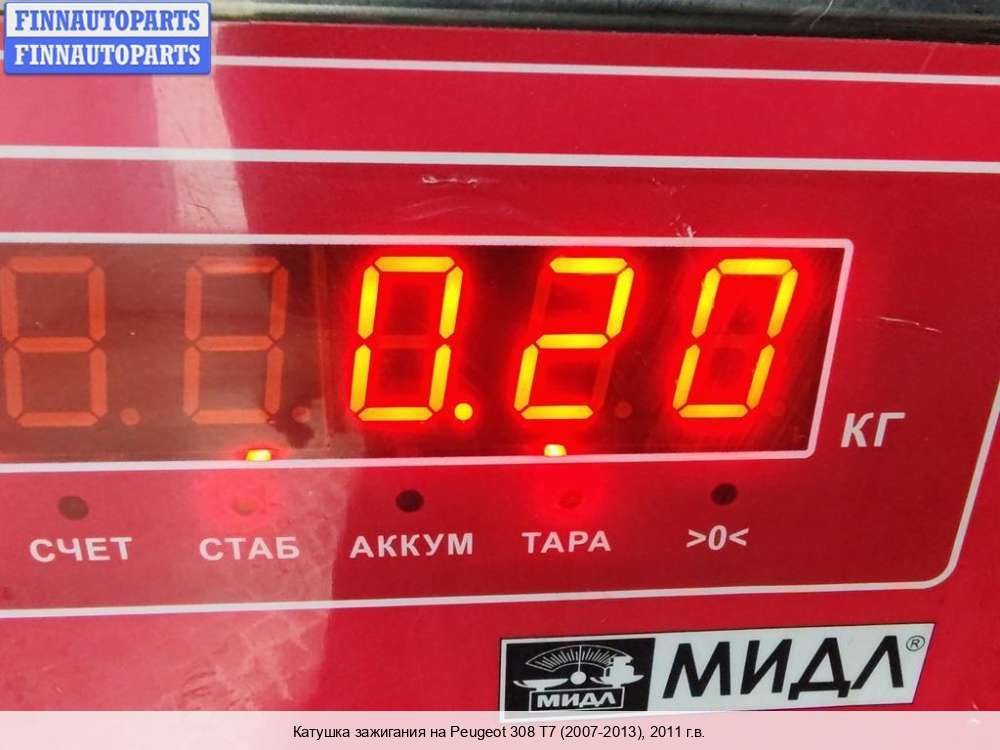 FINNAUTOPARTS
FINNAUTOPARTS
0.20
КГ
СЧЕТ СТАБ АККУМ ТАРА >0<
МИДЛ МИДЛ®
Катушка зажигания на Peugeot 308 T7 (2007-2013), 2011 г.в.